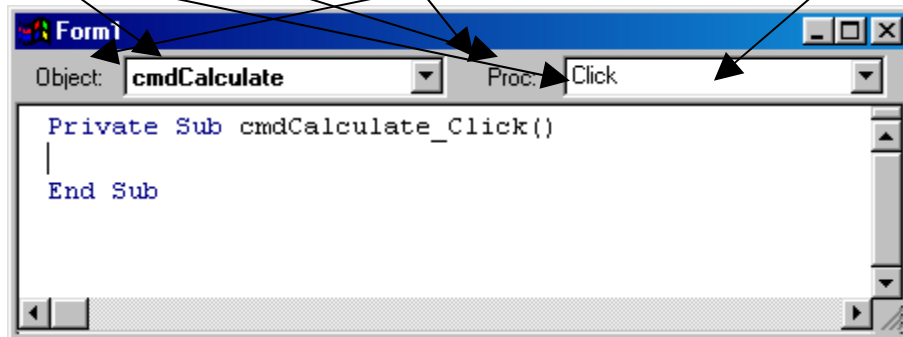 Form1
Object: cmdCalculate Proc: Click
Private Sub cmdCalculate_Click()
End Sub